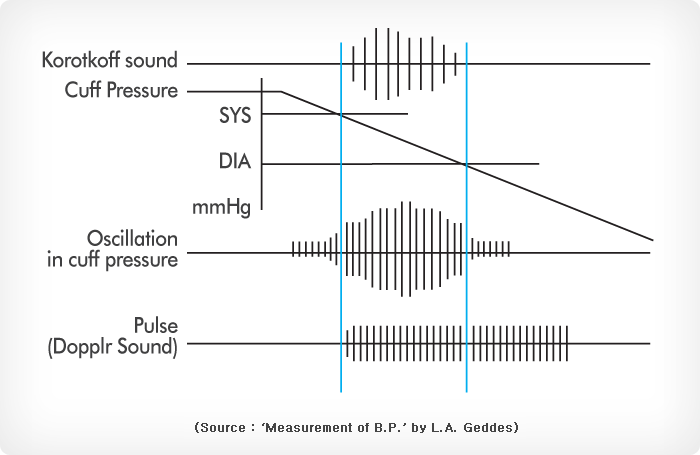 Korotkoff sound
Cuff Pressure
SYS
DIA
mmHg
Oscillation
in cuff pressure
Pulse
(Dopplr Sound)
(Source : ‘Measurement of B.P.’ by L.A. Geddes)